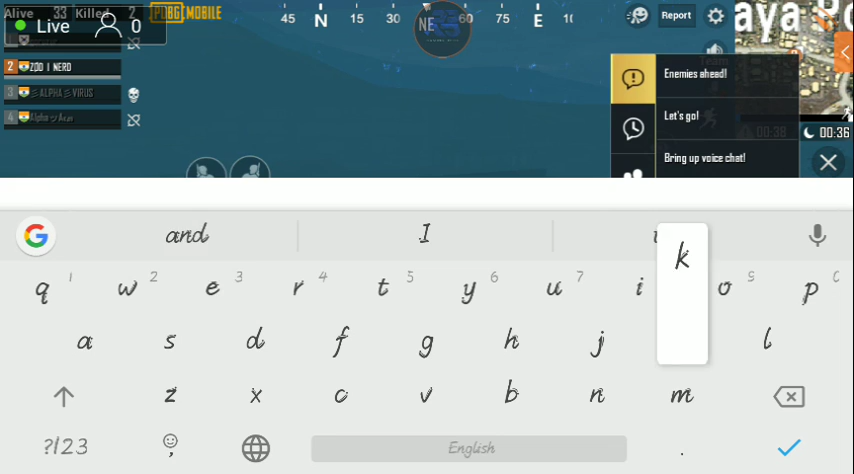 Alive 33 Killed 2 PUBG MOBILE
Live 0
45 N 15 30 NE 60 75 E
Report
2 ZOD I NERD
3 ALPHA VIRUS
4 Alpha
Team
Enemies ahead!
Let's go!
Bring up voice chat!
00:38 00:36
and I
k
q 1 w 2 e 3 r 4 t 5 y 6 u 7 i o 9 p 0
a s d f g h j l
z x c v b n m
?123 , English .